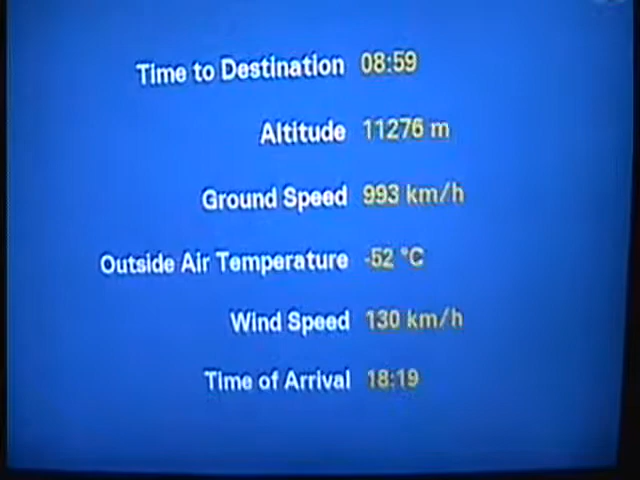 Time to Destination 08:59
Altitude 11276 m
Ground Speed 993 km/h
Outside Air Temperature -52 °C
Wind Speed 130 km/h
Time of Arrival 18:19